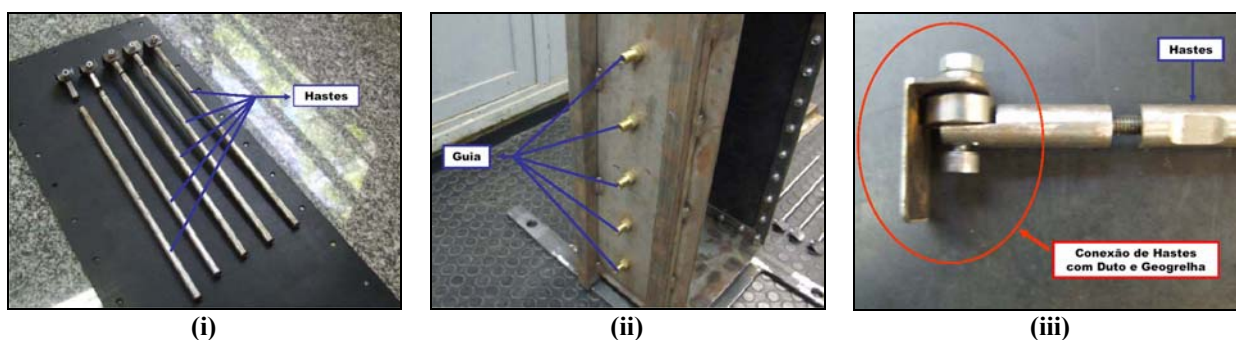 Hastes
Guia
Hastes
Conexão de Hastes
com Duto e Geogrelha
(i)
(ii)
(iii)